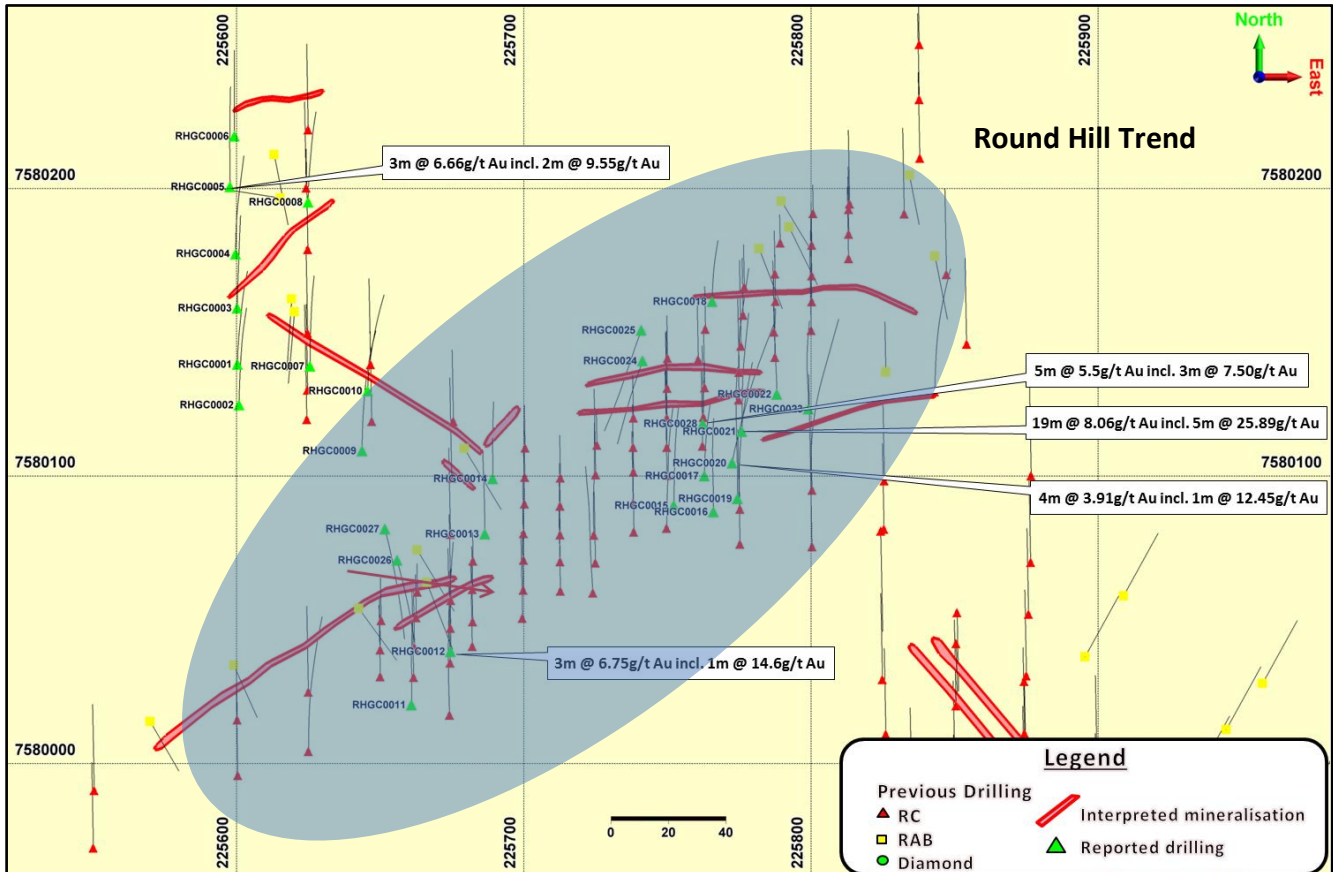 225600
225700
225800
225900
North
East
Round Hill Trend
RHGC0006
3m @ 6.66g/t Au incl. 2m @ 9.55g/t Au
7580200
7580200
RHGC0005
RHGC0008
RHGC0004
RHGC0003
RHGC0018
RHGC0025
RHGC0024
RHGC0001
RHGC0007
RHGC0010
RHGC0002
5m @ 5.5g/t Au incl. 3m @ 7.50g/t Au
RHGC0022
RHGC0023
RHGC0028
RHGC0021
19m @ 8.06g/t Au incl. 5m @ 25.89g/t Au
RHGC0009
7580100
7580100
RHGC0020
RHGC0017
RHGC0014
4m @ 3.91g/t Au incl. 1m @ 12.45g/t Au
RHGC0019
RHGC0015
RHGC0016
RHGC0027
RHGC0013
RHGC0026
RHGC0012
3m @ 6.75g/t Au incl. 1m @ 14.6g/t Au
RHGC0011
7580000
Legend
Previous Drilling
RC
RAB
Diamond
Interpreted mineralisation
Reported drilling
0 20 40
225600
225700
225800